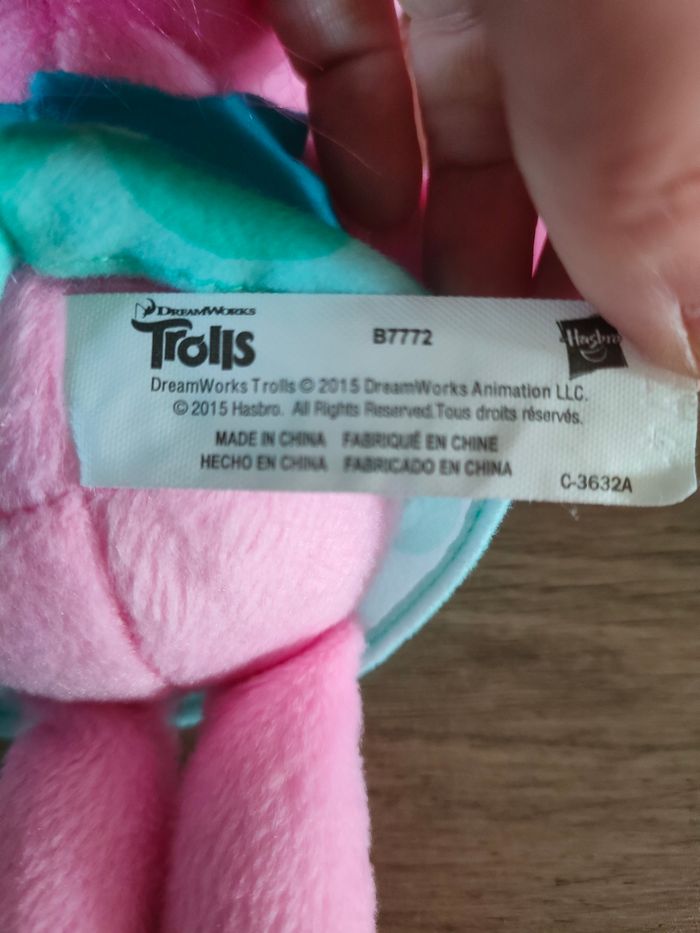 DREAMWORKS
Trolls
B7772
Hasbro
DreamWorks Trolls © 2015 DreamWorks Animation LLC.
© 2015 Hasbro. All Rights Reserved.Tous droits réservés.
MADE IN CHINA FABRIQUÉ EN CHINE
HECHO EN CHINA FABRICADO EN CHINA
C-3632A